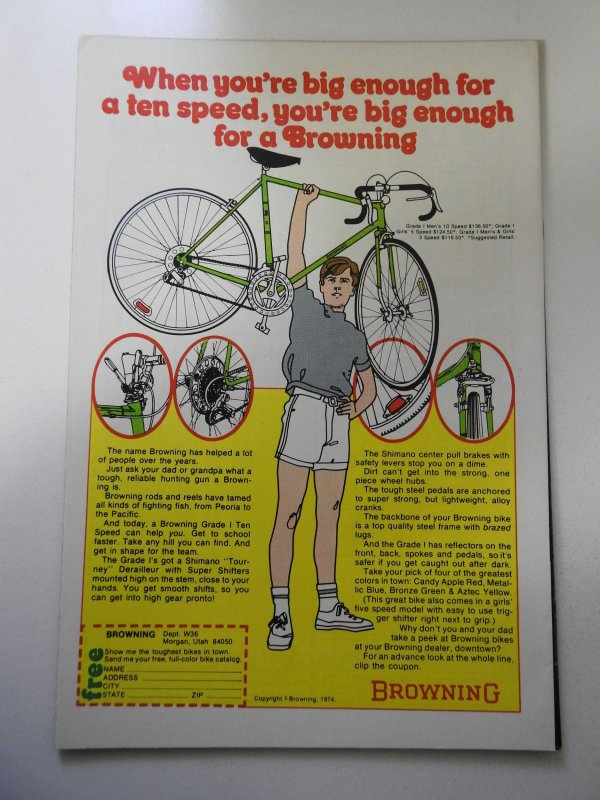 When you're big enough for
a ten speed, you're big enough
for a Browning
Grade I Men's 10 Speed $136.50*. Grade I
Girls' 5 Speed $124.50*. Grade I Men's & Girls'
3 Speed $116.50*. *Suggested Retail.
The name Browning has helped a lot
of people over the years.
Just ask your dad or grandpa what a
tough, reliable hunting gun a Brown-
ing is.
Browning rods and reels have tamed
all kinds of fighting fish, from Peoria to
the Pacific.
And today, a Browning Grade I Ten
Speed can help you. Get to school
faster. Take any hill you can find. And
get in shape for the team.
The Grade I's got a Shimano "Tour-
ney" Derailleur with Super Shifters
mounted high on the stem, close to your
hands. You get smooth shifts, so you
can get into high gear pronto!
The Shimano center pull brakes with
safety levers stop you on a dime.
Dirt can't get into the strong, one
piece wheel hubs.
The tough steel pedals are anchored
to super strong, but lightweight, alloy
cranks.
The backbone of your Browning bike
is a top quality steel frame with brazed
lugs.
And the Grade I has reflectors on the
front, back, spokes and pedals, so it's
safer if you get caught out after dark.
Take your pick of four of the greatest
colors in town: Candy Apple Red, Metal-
lic Blue, Bronze Green & Aztec Yellow.
(This great bike also comes in a girls'
five speed model with easy to use trig-
ger shifter right next to grip.)
Why don't you and your dad
take a peek at Browning bikes
at your Browning dealer, downtown?
For an advance look at the whole line,
clip the coupon.
BROWNING Dept. W36
Morgan, Utah 84050
free
Show me the toughest bikes in town.
Send me your free, full-color bike catalog.
NAME
ADDRESS
CITY
STATE ZIP
Copyright © Browning, 1974.
BROWNING